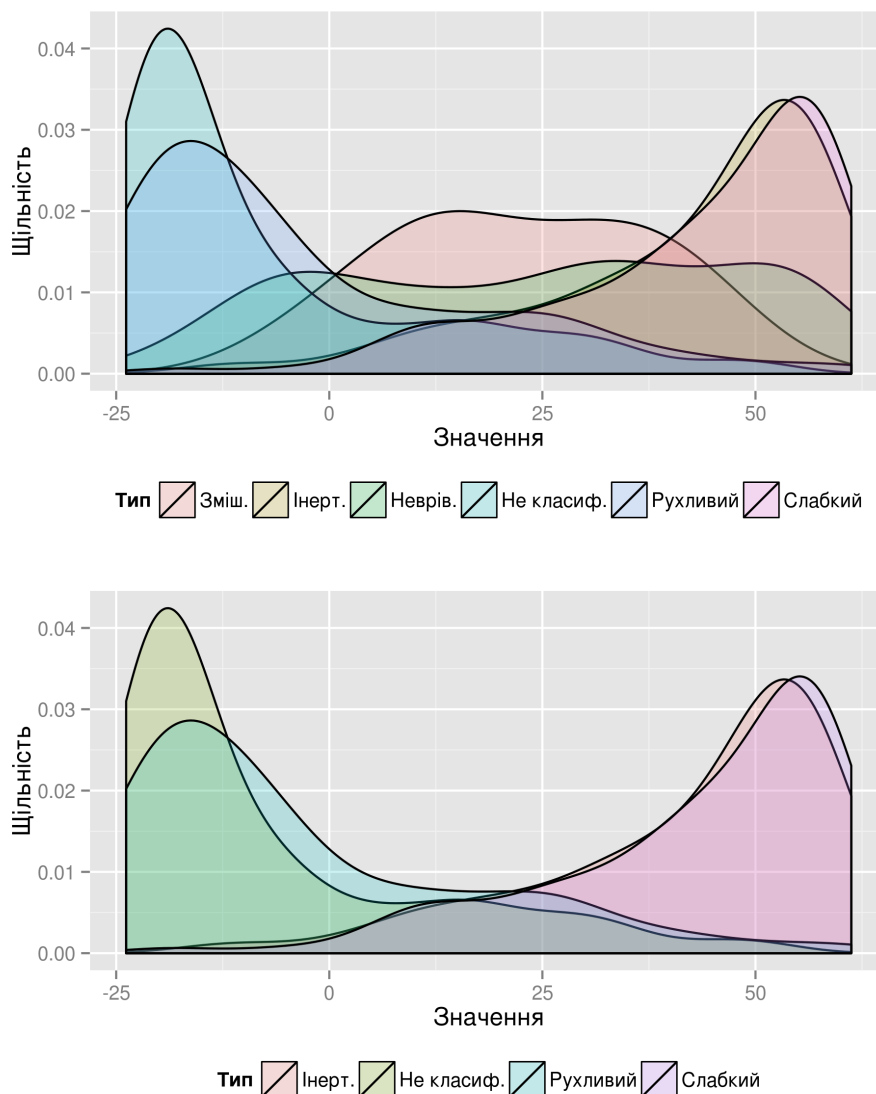 0.04
0.03
0.02
0.01
0.00
Щільність
-25 0 25 50
Значення
Тип Зміш. Інерт. Неврів. Не класиф. Рухливий Слабкий
0.04
0.03
0.02
0.01
0.00
Щільність
-25 0 25 50
Значення
Тип Інерт. Не класиф. Рухливий Слабкий